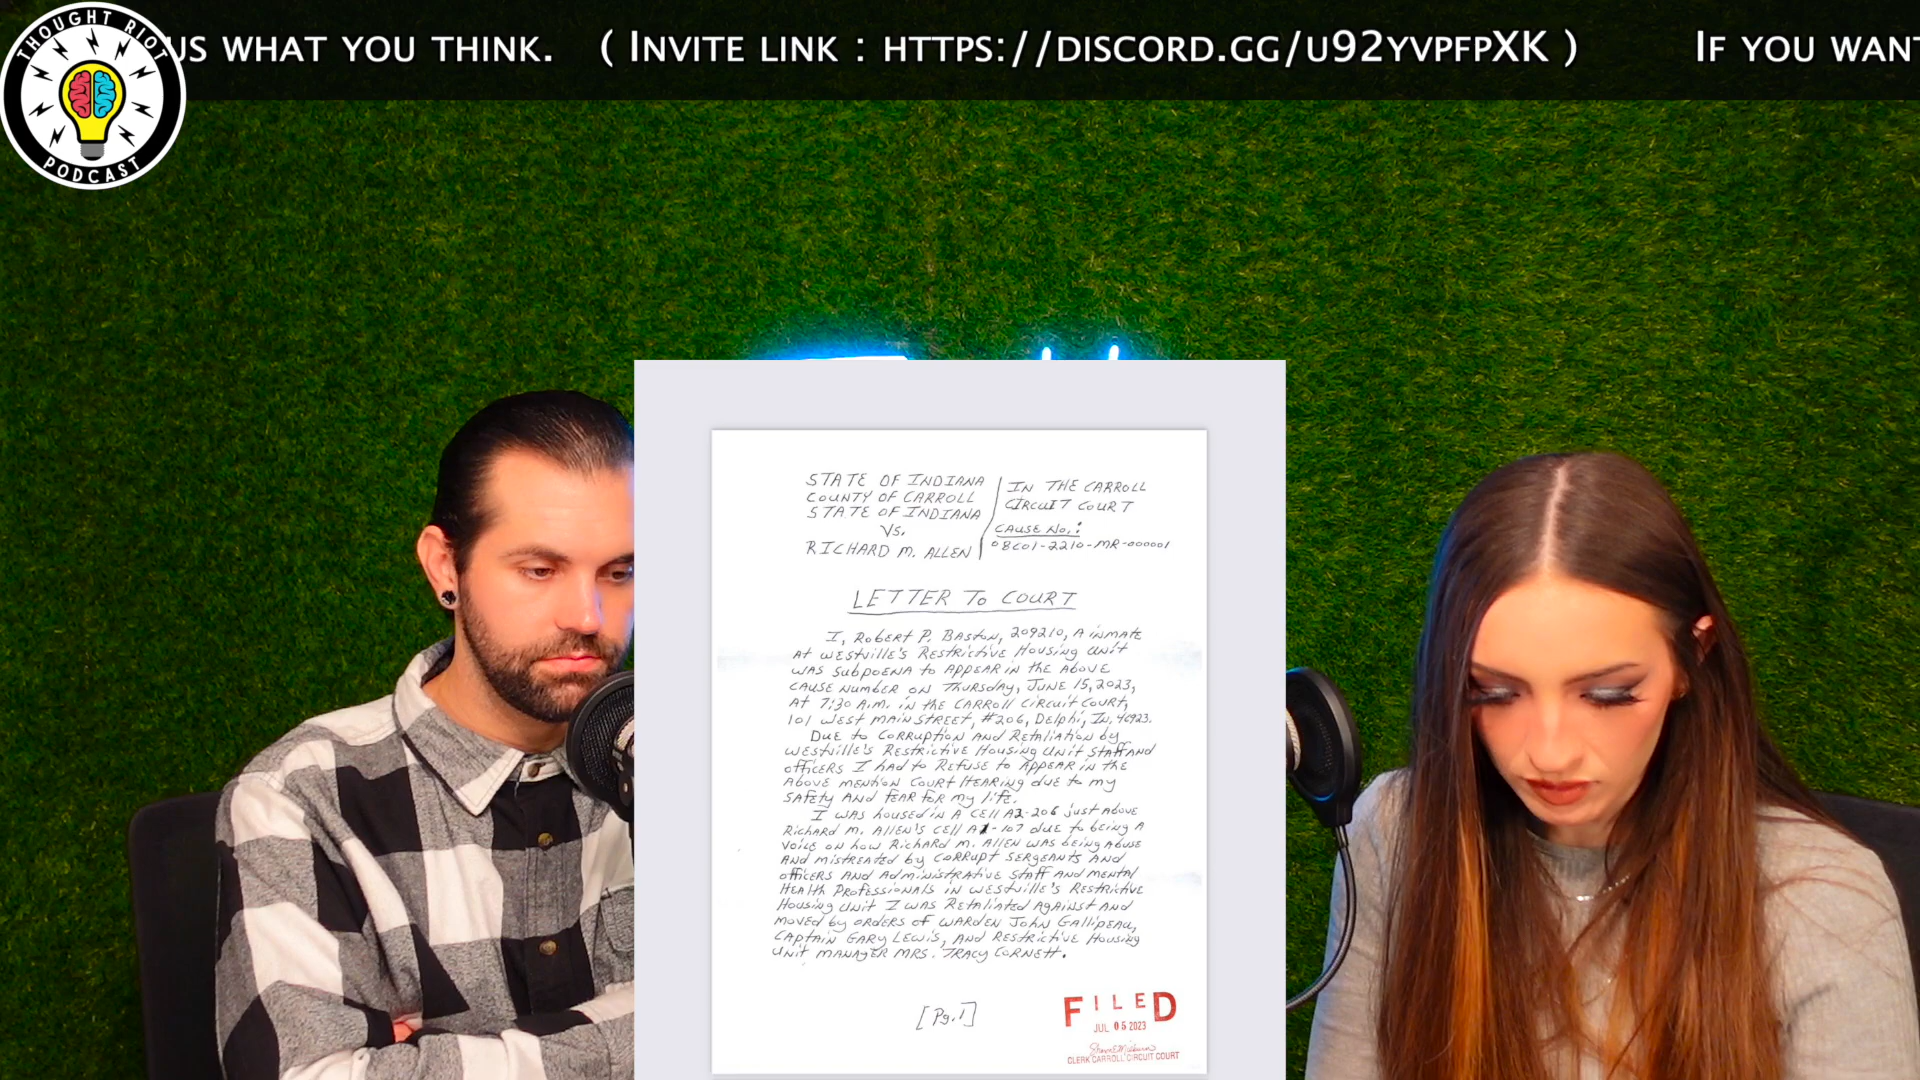 THOUGHT RIOT
PODCAST
US WHAT YOU THINK. ( INVITE LINK : HTTPS://DISCORD.GG/U92YVPFPXK ) IF YOU WANT
STATE OF INDIANA
COUNTY OF CARROLL
STATE OF INDIANA
VS.
RICHARD M. ALLEN
IN THE CARROLL
CIRCUIT COURT
CAUSE No.:
08C01-2210-MR-000001
LETTER TO COURT
I, ROBERT P. BASTON, 209210, A INMATE
AT WESTVILLE'S RESTRICTIVE HOUSING UNIT
WAS SUBPOENA TO APPEAR IN THE ABOVE
CAUSE NUMBER ON THURSDAY, JUNE 15, 2023,
AT 7:30 A.M. IN THE CARROLL CIRCUIT COURT,
101 WEST MAIN STREET, #206, DELPHI, IN, 46923.
DUE TO CORRUPTION AND RETALIATION BY
WESTVILLE'S RESTRICTIVE HOUSING UNIT STAFF AND
OFFICERS I HAD TO REFUSE TO APPEAR IN THE
ABOVE MENTION COURT HEARING DUE TO MY
SAFETY AND FEAR FOR MY LIFE.
I WAS HOUSED IN A CELL A2-206 JUST ABOVE
RICHARD M. ALLEN'S CELL A1-107 DUE TO BEING A
VOICE ON HOW RICHARD M. ALLEN WAS BEING ABUSE
AND MISTREATED BY CORRUPT SERGEANTS AND
OFFICERS AND ADMINISTRATIVE STAFF AND MENTAL
HEALTH PROFESSIONALS IN WESTVILLE'S RESTRICTIVE
HOUSING UNIT I WAS RETALIATED AGAINST AND
MOVED BY ORDERS OF WARDEN JOHN GALIPEAU,
CAPTAIN GARY LEWIS, AND RESTRICTIVE HOUSING
UNIT MANAGER MRS. TRACY CORNETT.
[Pg.1]
FILED
JUL 05 2023
CLERK CARROLL CIRCUIT COURT